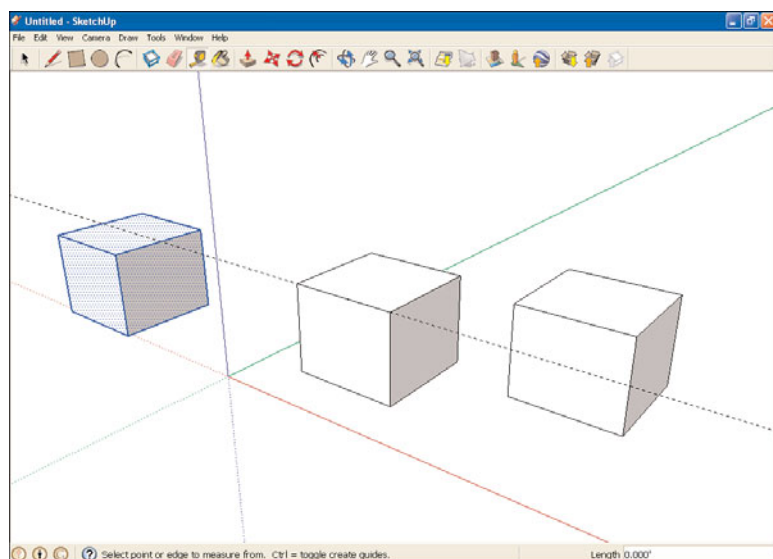 Untitled - SketchUp
File Edit View Camera Draw Tools Window Help
Select point or edge to measure from. Ctrl = toggle create guides. Length 0.000'